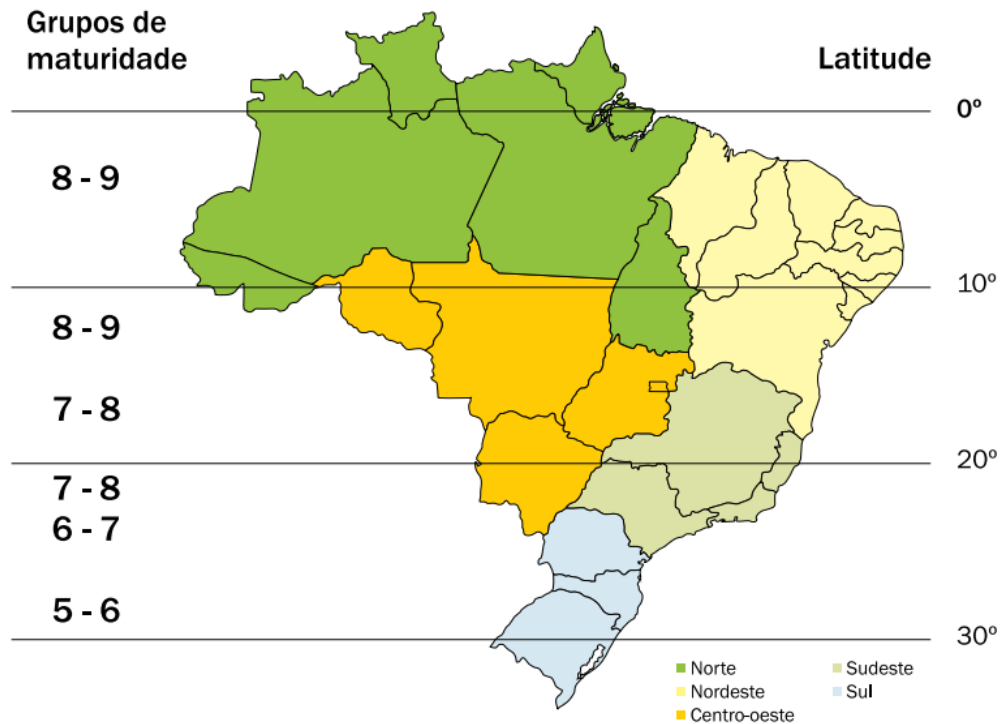 Grupos de
maturidade
Latitude
0º
8 - 9
10º
8 - 9
7 - 8
20º
7 - 8
6 - 7
5 - 6
30º
Norte
Sudeste
Nordeste
Sul
Centro-oeste